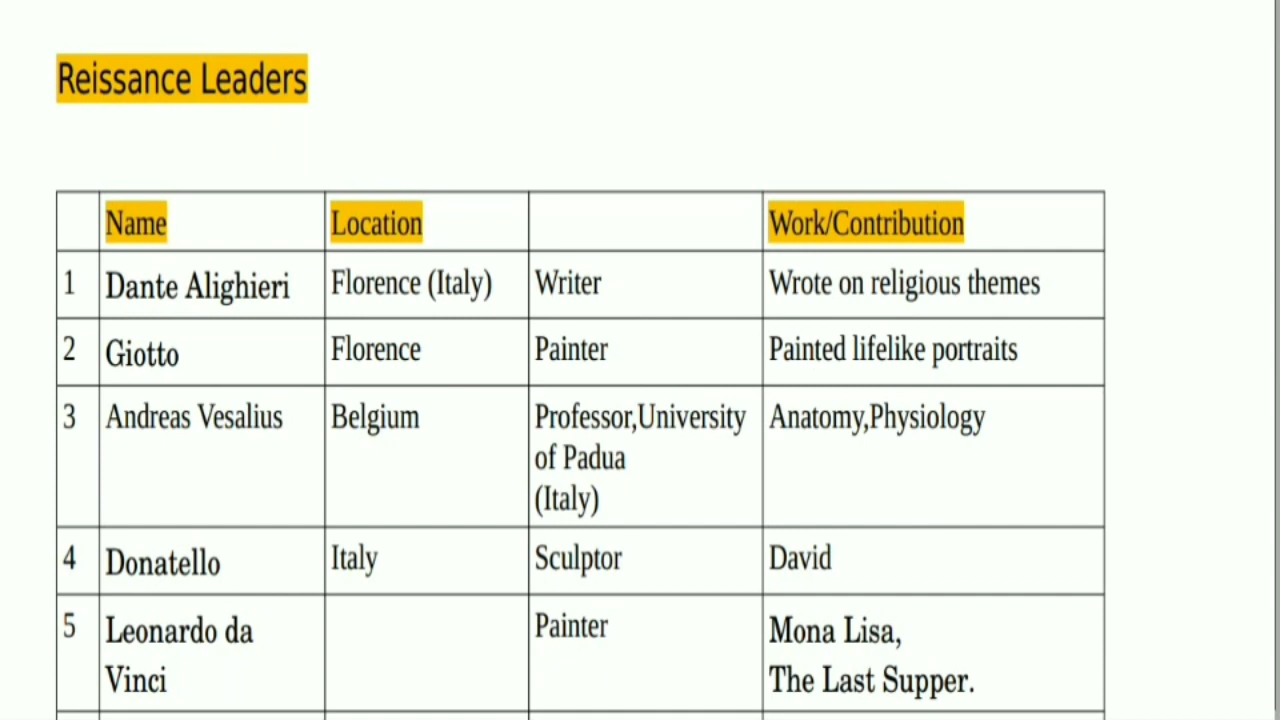 Reissance Leaders
Name Location Work/Contribution
1 Dante Alighieri Florence (Italy) Writer Wrote on religious themes
2 Giotto Florence Painter Painted lifelike portraits
3 Andreas Vesalius Belgium Professor,University Anatomy,Physiology
of Padua
(Italy)
4 Donatello Italy Sculptor David
5 Leonardo da Painter Mona Lisa,
Vinci The Last Supper.